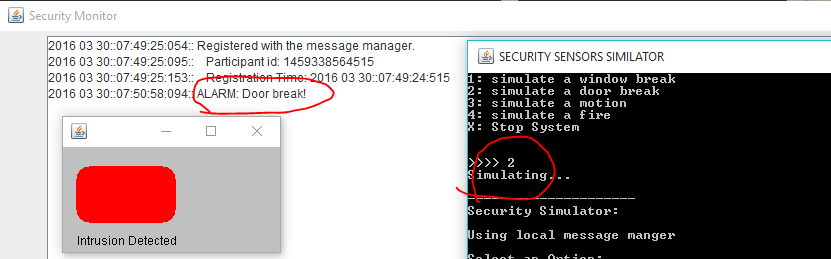 Security Monitor
2016 03 30::07:49:25:054:: Registered with the message manager.
2016 03 30::07:49:25:095:: Participant id: 1459338564515
2016 03 30::07:49:25:153:: Registration Time: 2016 03 30::07:49:24:515
2016 03 30::07:50:58:094:: ALARM: Door break!
Intrusion Detected
SECURITY SENSORS SIMILATOR
1: simulate a window break
2: simulate a door break
3: simulate a motion
4: simulate a fire
X: Stop System
>>>> 2
Simulating...
---------------------
Security Simulator:
Using local message manger
Select an Option: